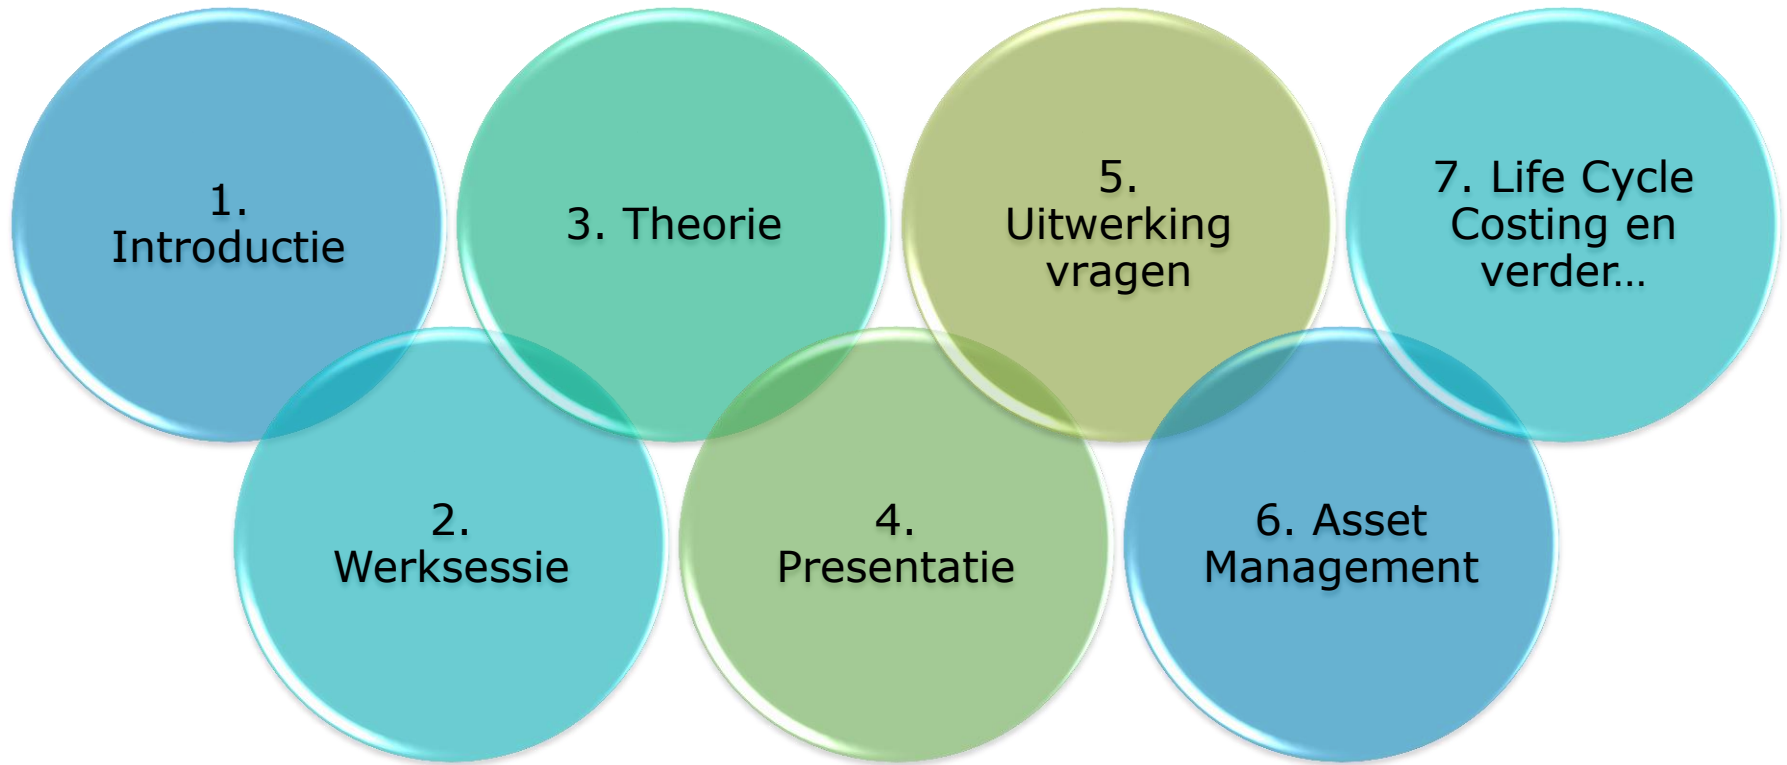 1.
Introductie
2.
Werksessie
3. Theorie
4.
Presentatie
5.
Uitwerking
vragen
6. Asset
Management
7. Life Cycle
Costing en
verder...